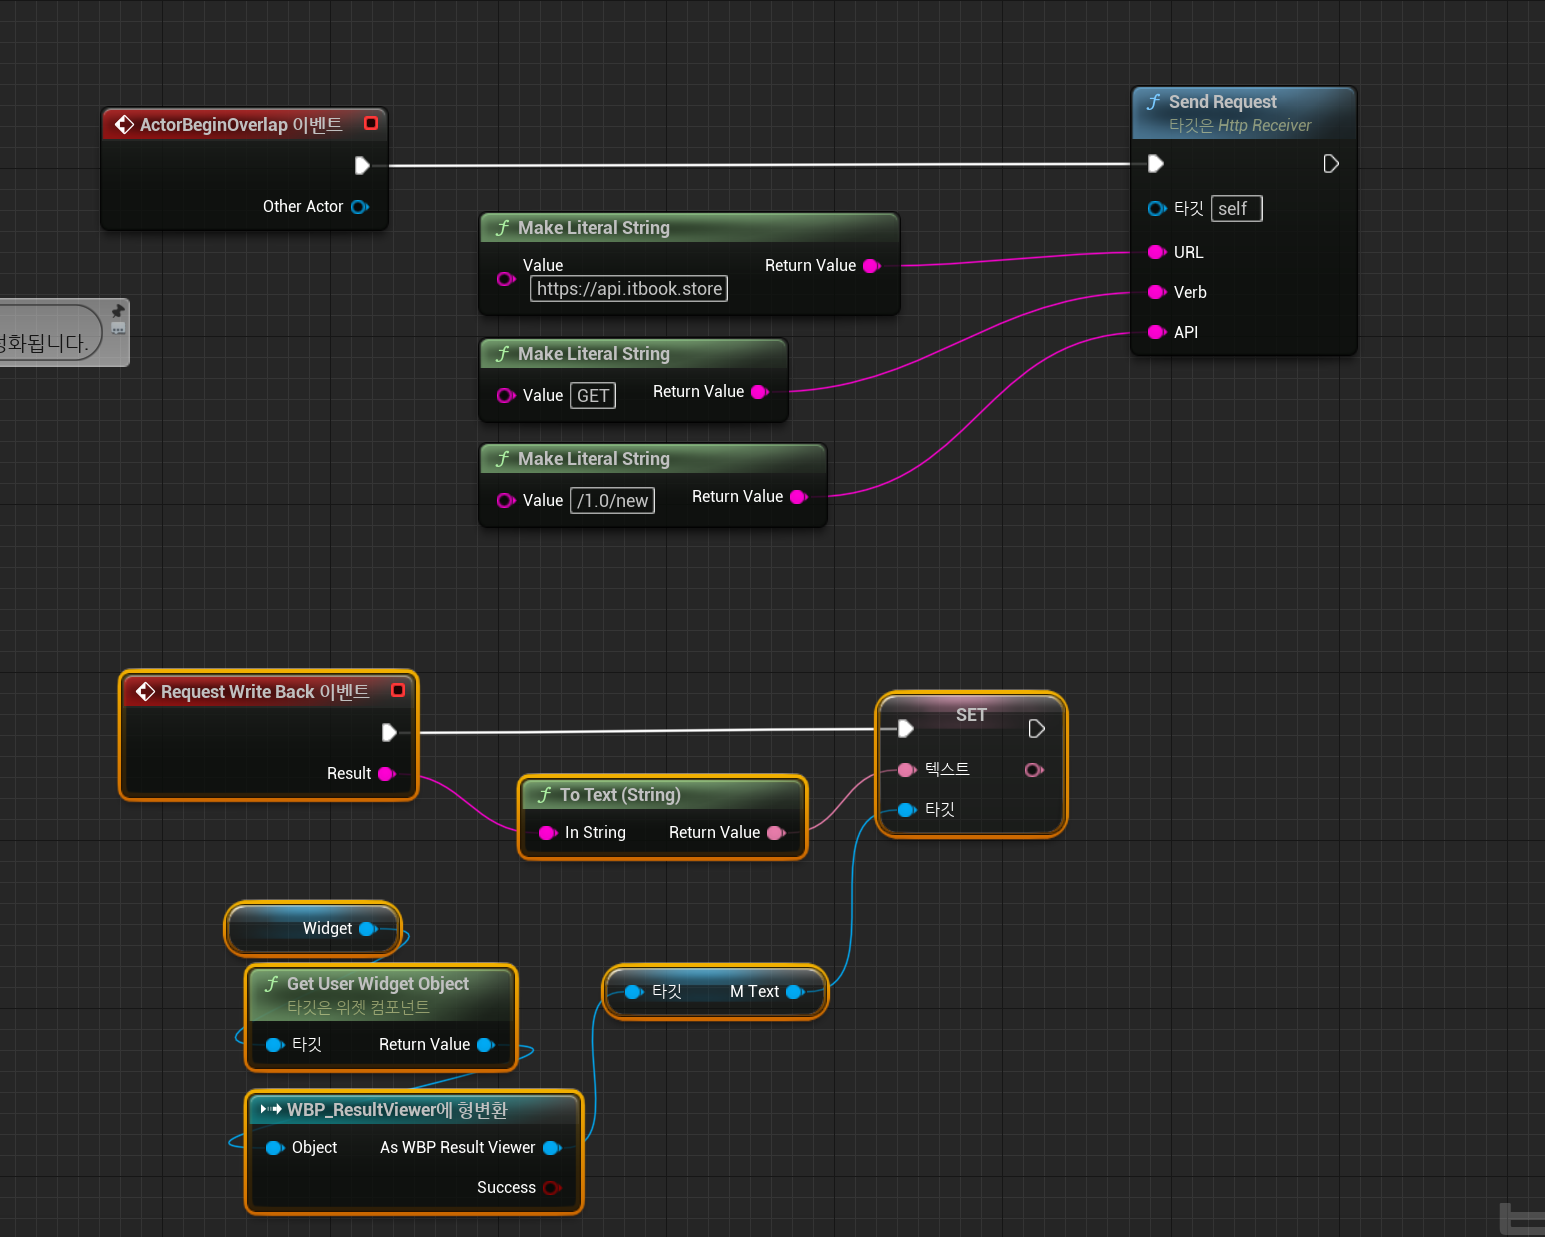 ActorBeginOverlap 이벤트
Other Actor
Send Request
타깃은 Http Receiver
타깃 self
URL
Verb
API
Make Literal String
Value
Return Value
https://api.itbook.store
Make Literal String
Value GET
Return Value
Make Literal String
Value /1.0/new
Return Value
화됩니다.
Request Write Back 이벤트
Result
To Text (String)
In String
Return Value
SET
텍스트
타깃
Widget
Get User Widget Object
타깃은 위젯 컴포넌트
타깃
Return Value
타깃
M Text
WBP_ResultViewer에 형변환
Object
As WBP Result Viewer
Success